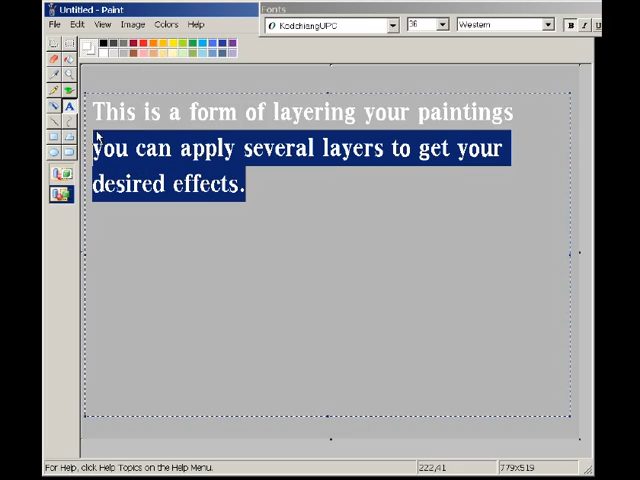 Untitled - Paint
Fonts
File Edit View Image Colors Help
KodchiangUPC
36
Western
B I U
A
This is a form of layering your paintings
you can apply several layers to get your
desired effects.
For Help, click Help Topics on the Help Menu.
222,41
779x519